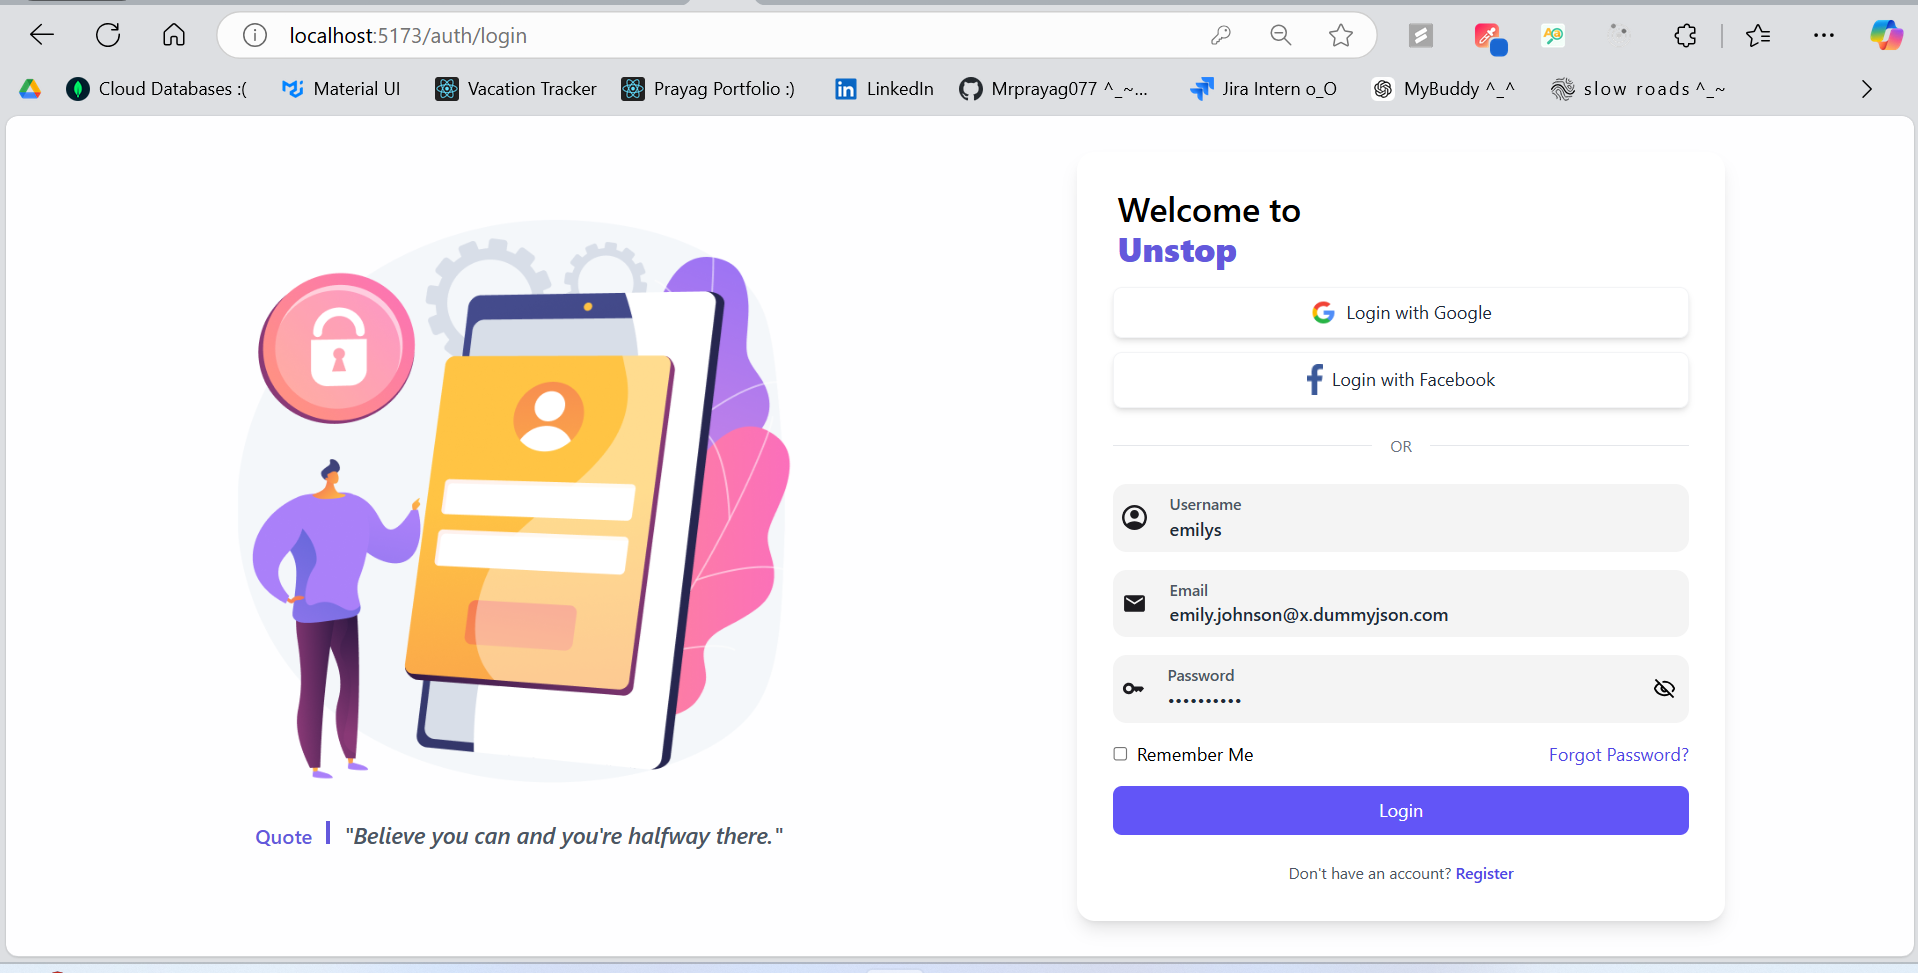 localhost:5173/auth/login
Cloud Databases :(
Material UI
Vacation Tracker
Prayag Portfolio :)
LinkedIn
Mrprayag077 ^_~...
Jira Intern o_O
MyBuddy ^_^
slow roads ^_~
Quote
"Believe you can and you're halfway there."
Welcome to
Unstop
Login with Google
Login with Facebook
OR
Username
emilys
Email
emily.johnson@x.dummyjson.com
Password
••••••••••
Remember Me
Forgot Password?
Login
Don't have an account? Register